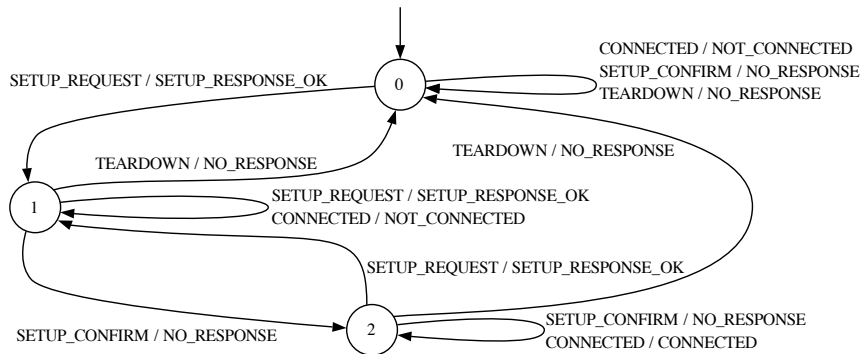 CONNECTED / NOT_CONNECTED
SETUP_REQUEST / SETUP_RESPONSE_OK
SETUP_CONFIRM / NO_RESPONSE
0
TEARDOWN / NO_RESPONSE
TEARDOWN / NO_RESPONSE
TEARDOWN / NO_RESPONSE
SETUP_REQUEST / SETUP_RESPONSE_OK
1
CONNECTED / NOT_CONNECTED
SETUP_REQUEST / SETUP_RESPONSE_OK
SETUP_CONFIRM / NO_RESPONSE
2
SETUP_CONFIRM / NO_RESPONSE
CONNECTED / CONNECTED